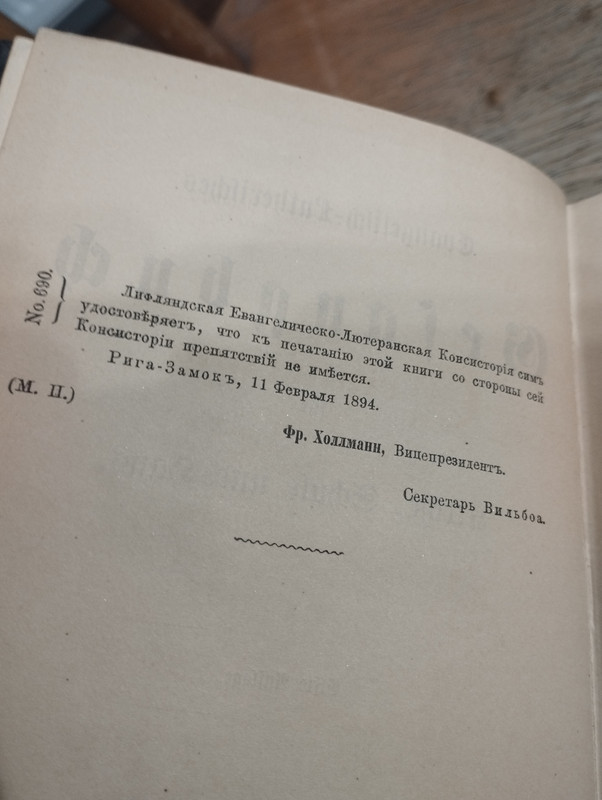 No. 690.
Лифляндская Евангелическо-Лютеранская Консисторія симъ
удостовѣряетъ, что къ печатанію этой книги со стороны сей
Консисторіи препятствій не имѣется.
Рига-Замокъ, 11 Февраля 1894.
(М. П.)
Фр. Холлманн, Вицепрезидентъ.
Секретарь Вильбоа.